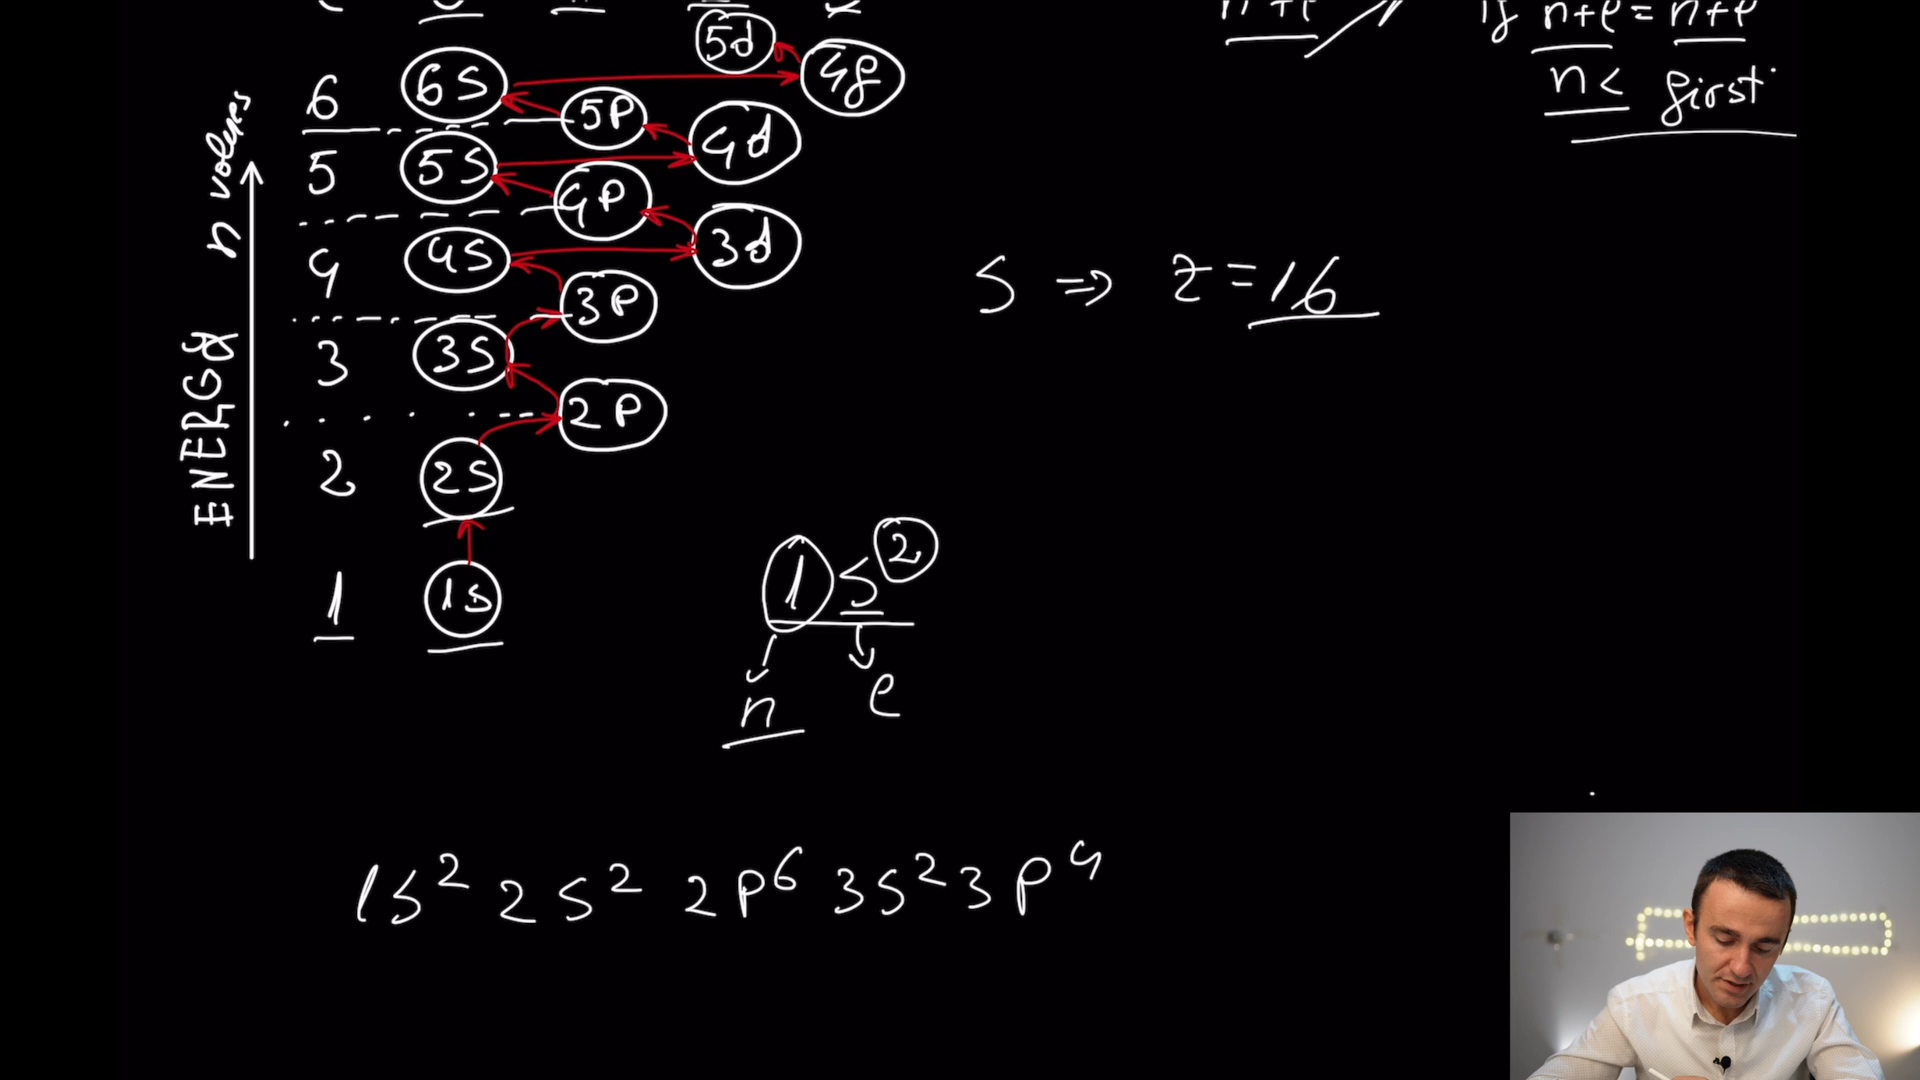 if n+l = n+l
n< first
5d
6 6s 4f
5p
5 5s 4d
4p
4 4s 3d
3p
3 3s
2p
2 2s
1 1s
ENERGY n values
S ⇒ z = 16
1s²
n l
1s² 2s² 2p⁶ 3s² 3p⁴